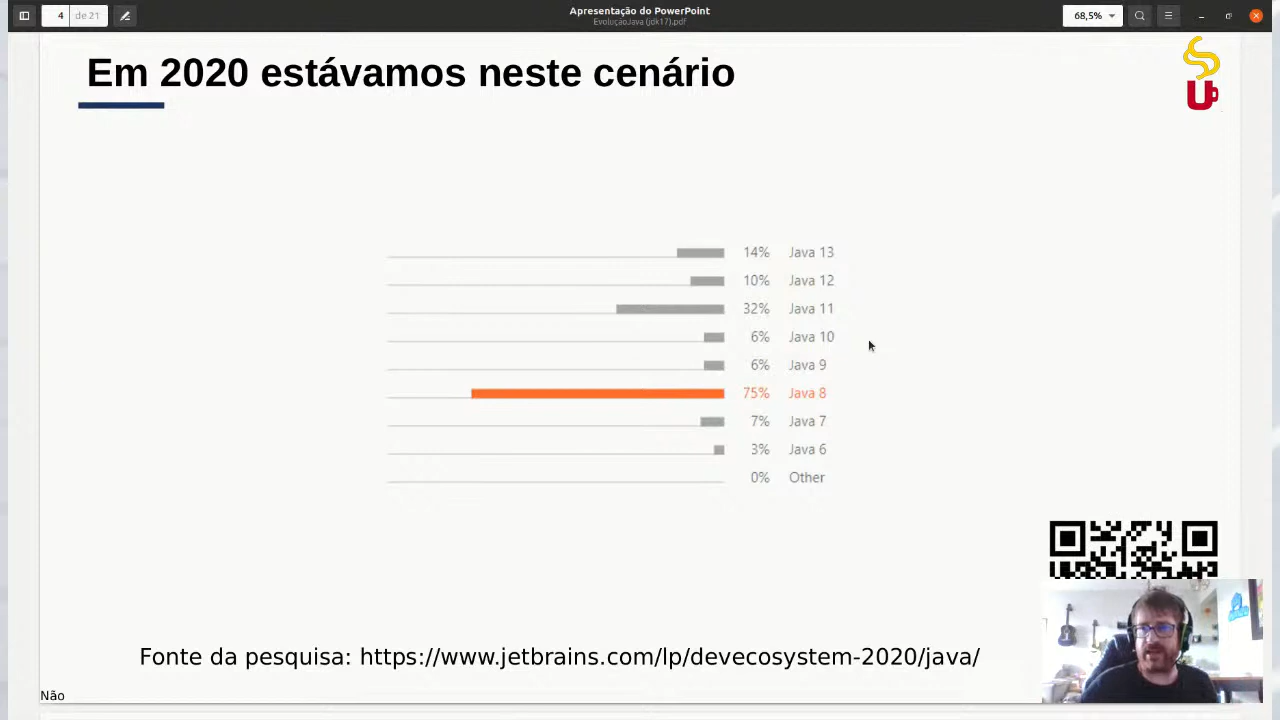 4 de 21
Apresentação do PowerPoint
EvoluçãoJava (jdk17).pdf
68,5%
Em 2020 estávamos neste cenário
14% Java 13
10% Java 12
32% Java 11
6% Java 10
6% Java 9
75% Java 8
7% Java 7
3% Java 6
0% Other
Fonte da pesquisa: https://www.jetbrains.com/lp/devecosystem-2020/java/
Não